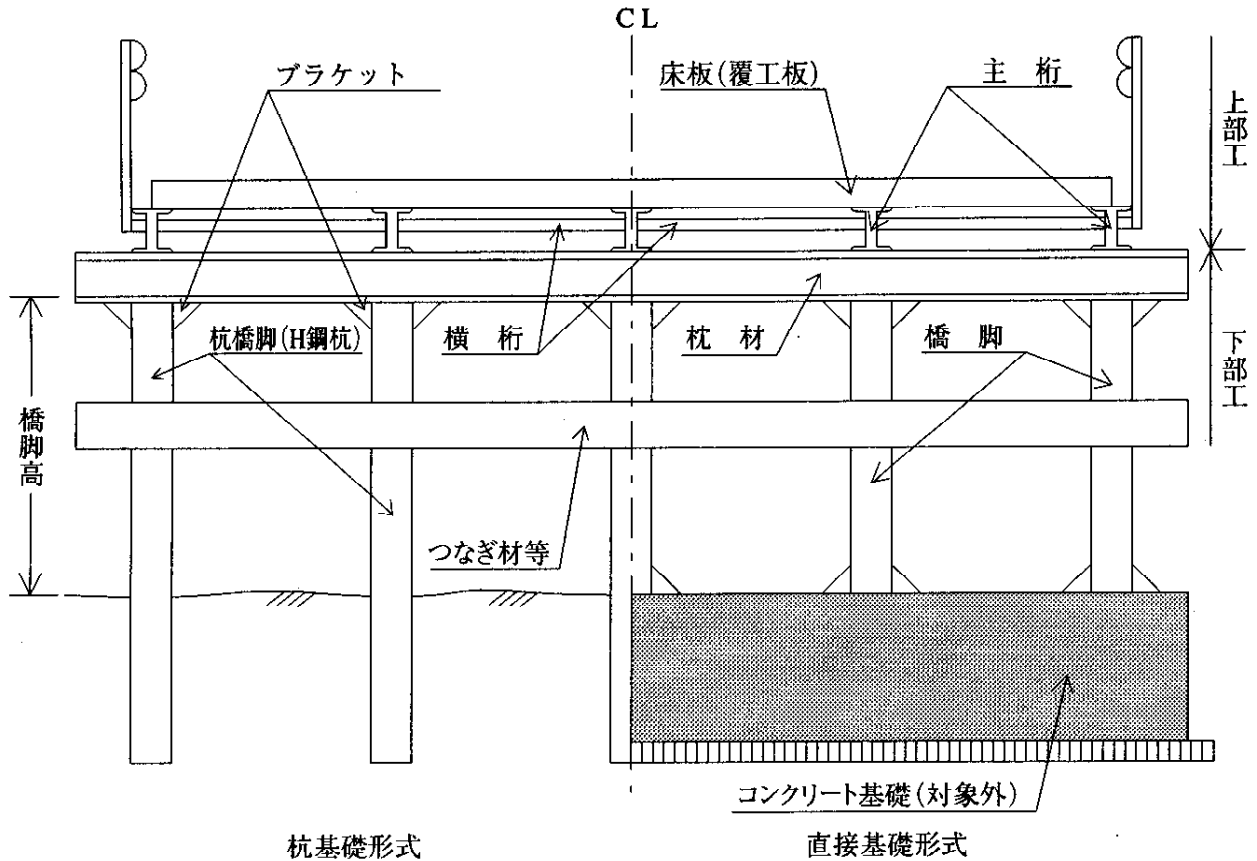 CL
ブラケット
床板(覆工板)
主桁
上部工
杭橋脚(H鋼杭)
横桁
枕材
橋脚
下部工
橋脚高
つなぎ材等
コンクリート基礎(対象外)
杭基礎形式
直接基礎形式